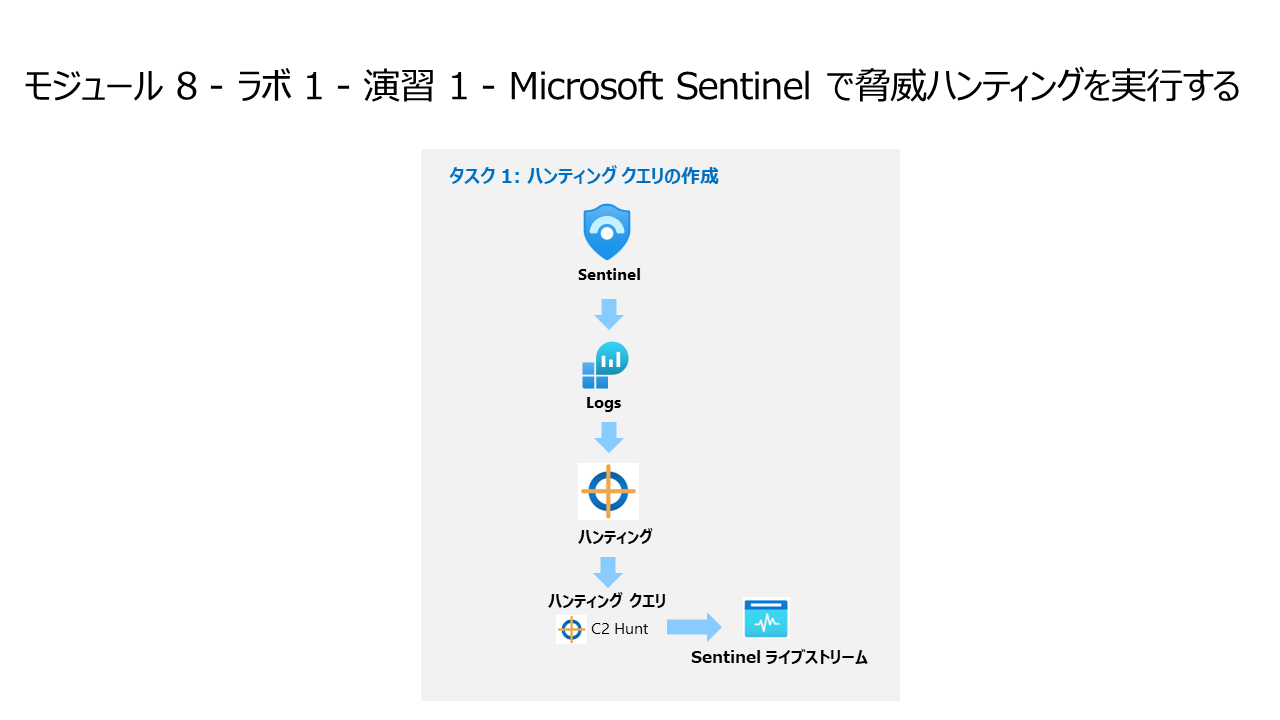 モジュール 8 - ラボ 1 - 演習 1 - Microsoft Sentinel で脅威ハンティングを実行する
タスク 1: ハンティング クエリの作成
Sentinel
Logs
ハンティング
ハンティング クエリ
C2 Hunt
Sentinel ライブストリーム